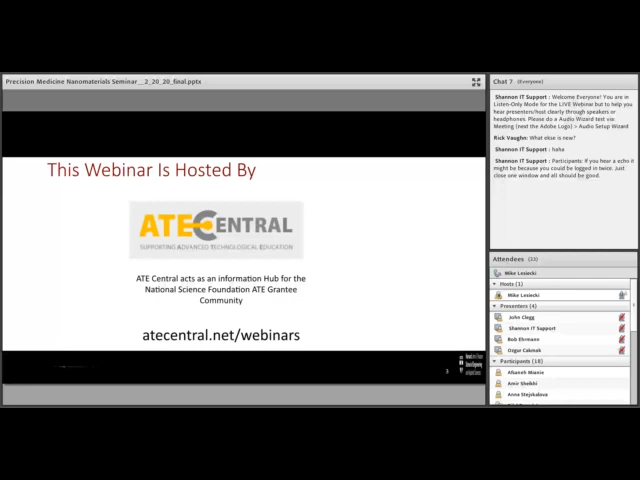 Precision Medicine Nanomaterials Seminar__2_20_20_final.pptx
This Webinar Is Hosted By
ATECENTRAL
SUPPORTING ADVANCED TECHNOLOGICAL EDUCATION
ATE Central acts as an information Hub for the
National Science Foundation ATE Grantee
Community
atecentral.net/webinars
3
Chat 7 (Everyone)
Shannon IT Support : Welcome Everyone! You are in
Listen-Only Mode for the LIVE Webinar but to help you
hear presenters/host clearly through speakers or
headphones. Please do a Audio Wizard test via:
Meeting (next the Adobe Logo) > Audio Setup Wizard
Rick Vaughn: What else is new?
Shannon IT Support : haha
Shannon IT Support : Participants: If you hear a echo it
might be because you could be logged in twice. Just
close one window and all should be good.
Attendees (23)
Mike Lesiecki
Hosts (1)
Mike Lesiecki
Presenters (4)
John Clegg
Shannon IT Support
Bob Ehrmann
Ozgur Cakmak
Participants (18)
Afsaneh Mianie
Amir Sheikhi
Anna Stejskalova